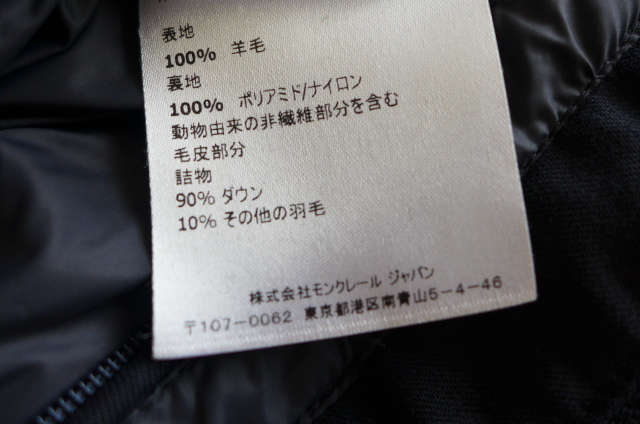 表地
100% 羊毛
裏地
100% ポリアミド/ナイロン
動物由来の非繊維部分を含む
毛皮部分
詰物
90% ダウン
10% その他の羽毛
株式会社モンクレール ジャパン
〒107-0062 東京都港区南青山5-4-46